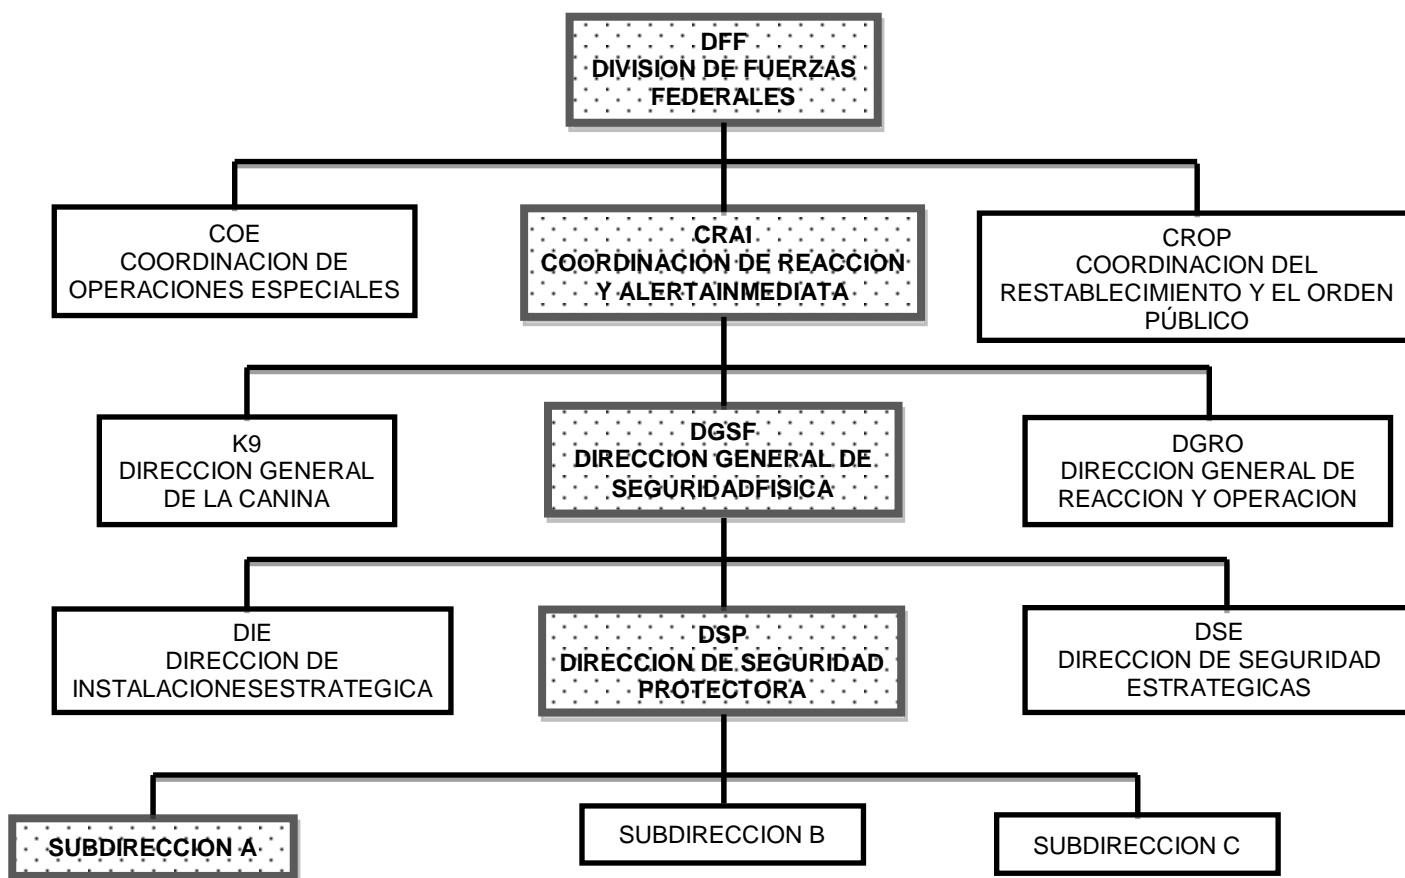 DFF
DIVISION DE FUERZAS
FEDERALES
COE
COORDINACION DE
OPERACIONES ESPECIALES
CRAI
COORDINACION DE REACCION
Y ALERTAINMEDIATA
CROP
COORDINACION DEL
RESTABLECIMIENTO Y EL ORDEN
PÚBLICO
K9
DIRECCION GENERAL
DE LA CANINA
DGSF
DIRECCION GENERAL DE
SEGURIDADFISICA
DGRO
DIRECCION GENERAL DE
REACCION Y OPERACION
DIE
DIRECCION DE
INSTALACIONESESTRATEGICA
DSP
DIRECCION DE SEGURIDAD
PROTECTORA
DSE
DIRECCION DE SEGURIDAD
ESTRATEGICAS
SUBDIRECCION A
SUBDIRECCION B
SUBDIRECCION C